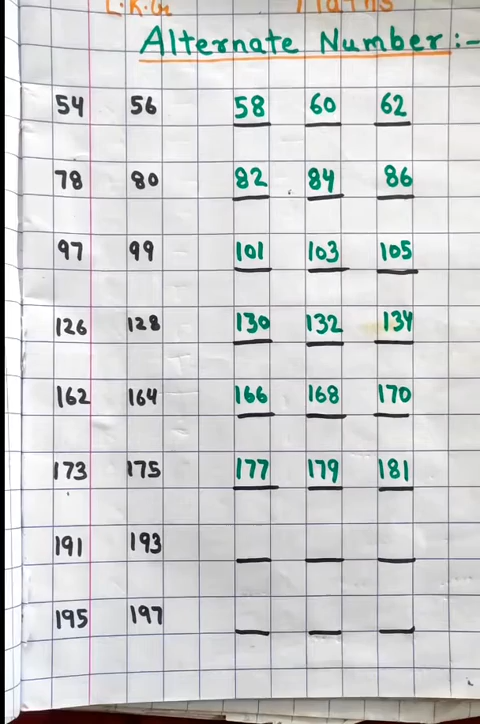 L.K.G. Maths
Alternate Number:-
54 56 58 60 62
78 80 82 84 86
97 99 101 103 105
126 128 130 132 134
162 164 166 168 170
173 175 177 179 181
191 193
195 197